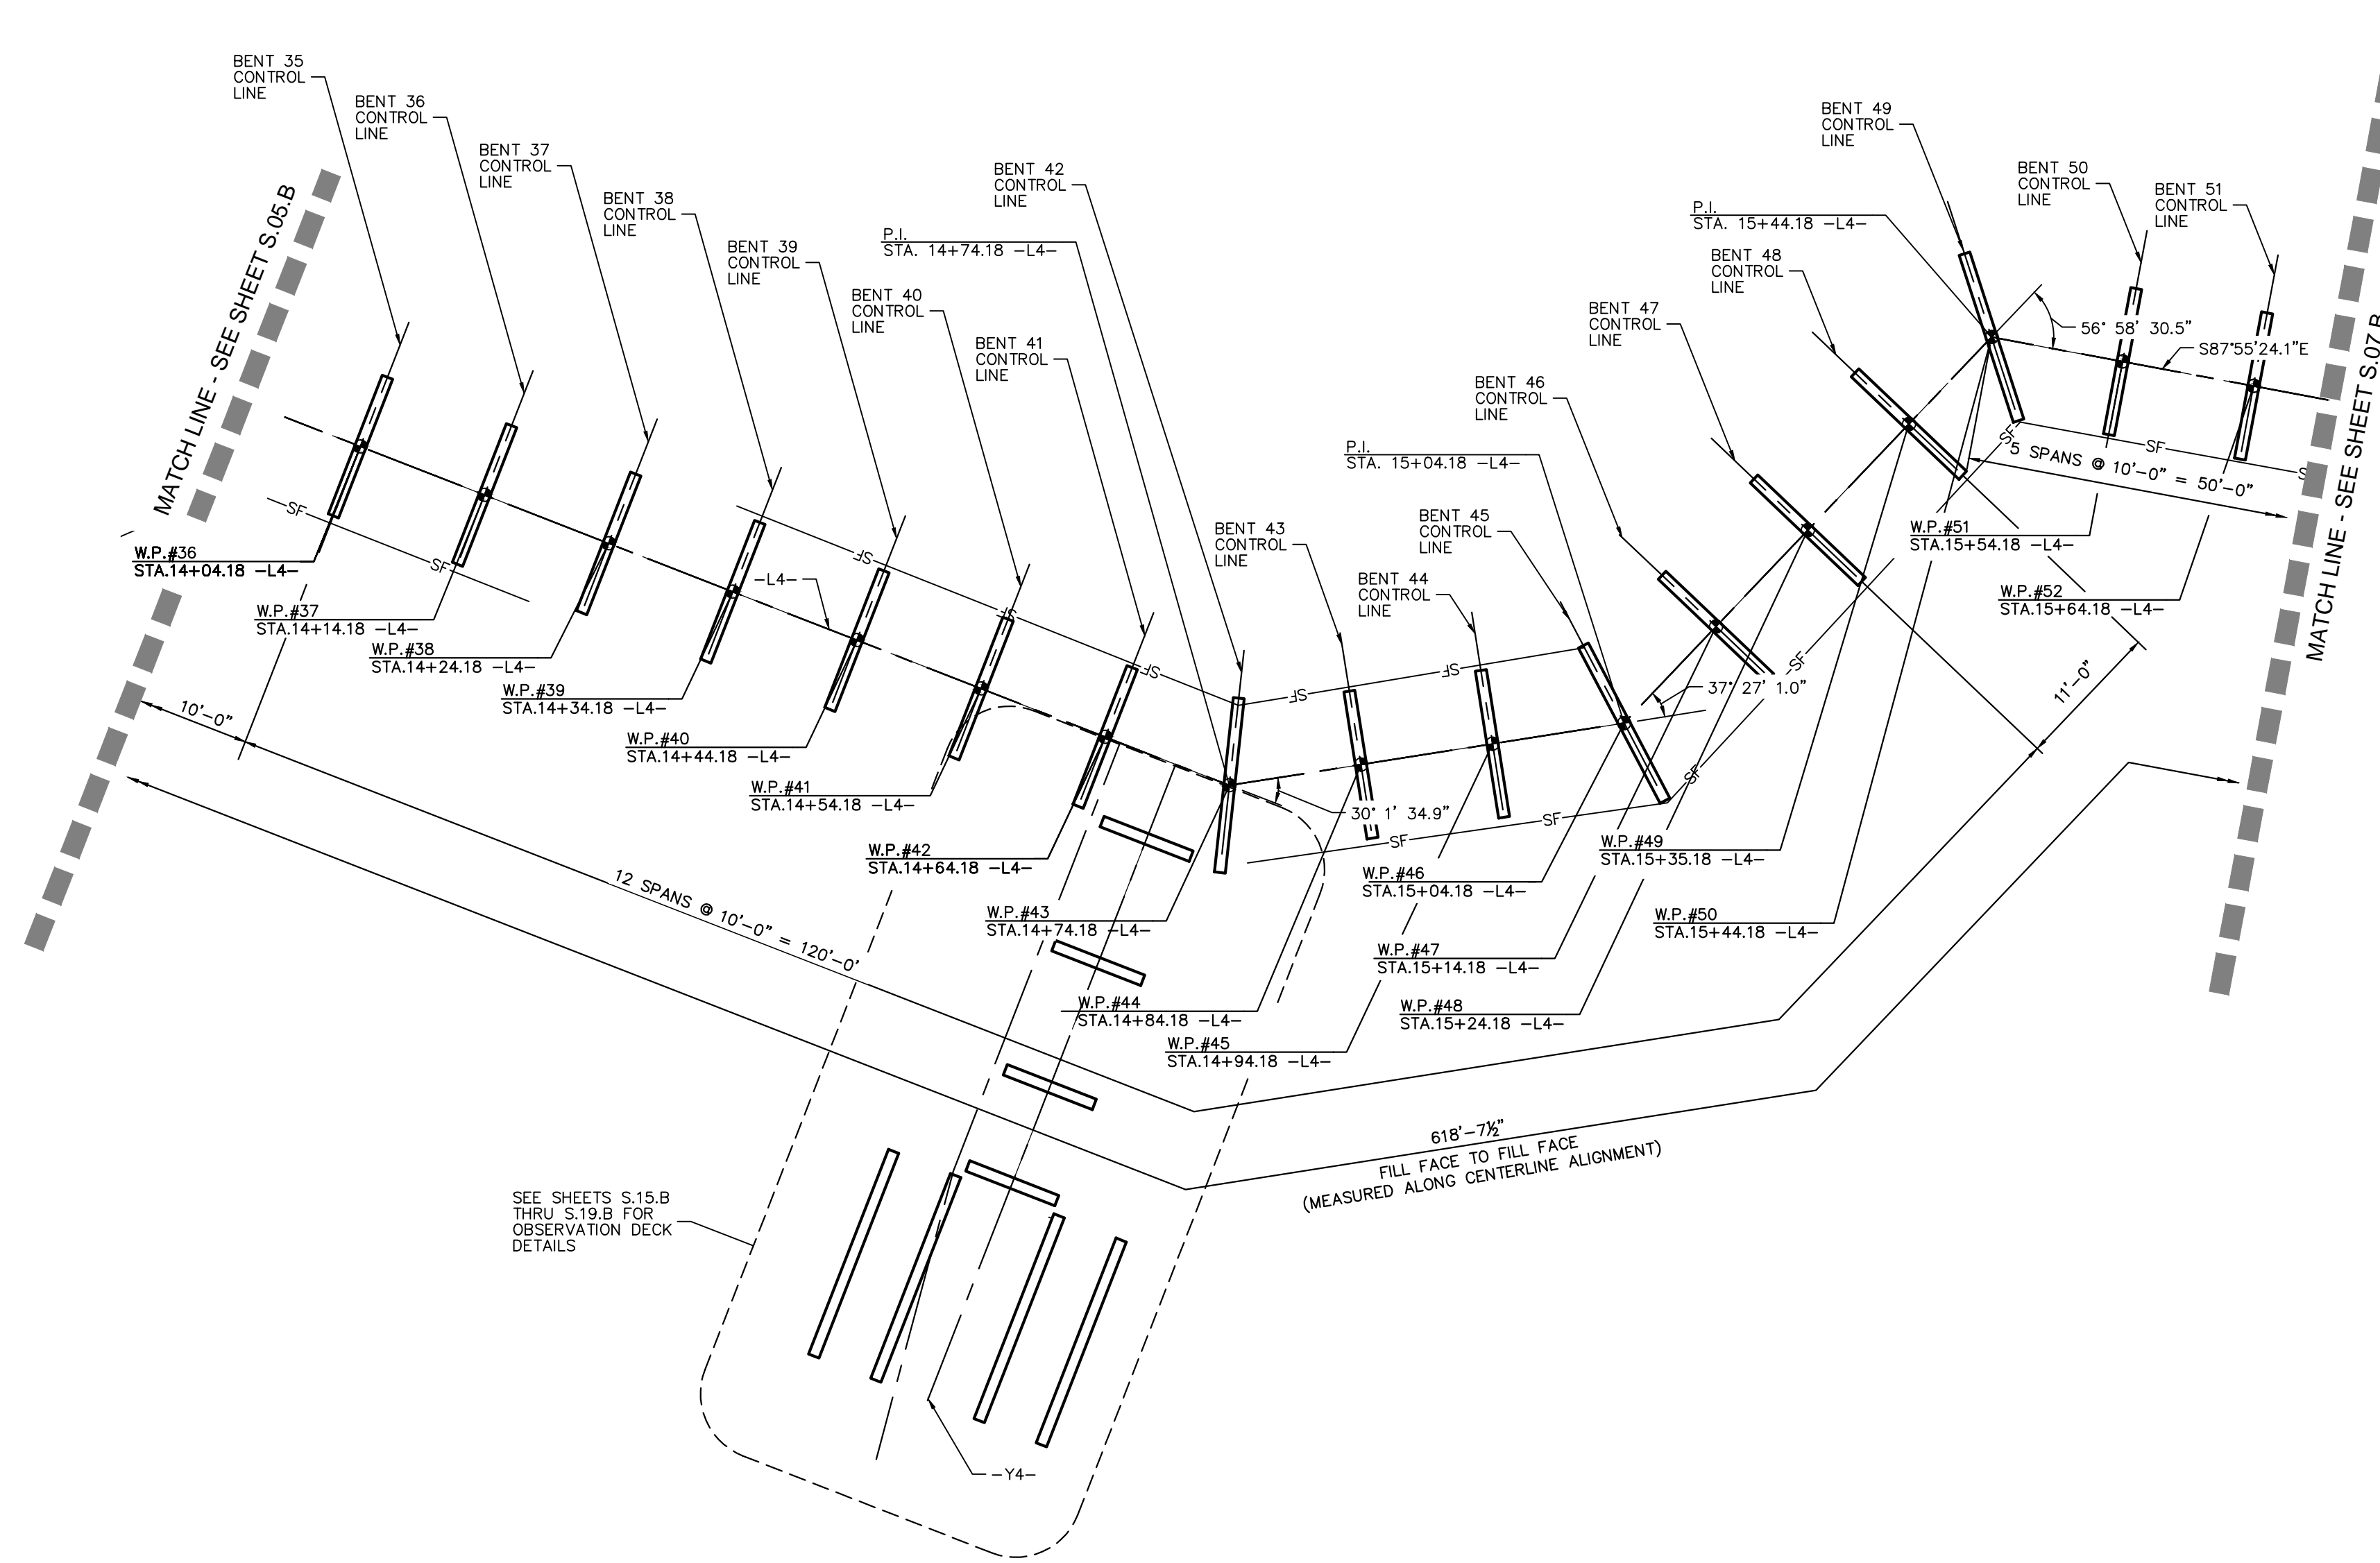 BENT 35
CONTROL
LINE
BENT 36
CONTROL
LINE
BENT 37
CONTROL
LINE
BENT 38
CONTROL
LINE
BENT 39
CONTROL
LINE
BENT 40
CONTROL
LINE
BENT 41
CONTROL
LINE
P.I.
STA. 14+74.18 -L4-
BENT 42
CONTROL
LINE
BENT 43
CONTROL
LINE
BENT 44
CONTROL
LINE
BENT 45
CONTROL
LINE
P.I.
STA. 15+04.18 -L4-
BENT 46
CONTROL
LINE
BENT 47
CONTROL
LINE
BENT 48
CONTROL
LINE
P.I.
STA. 15+44.18 -L4-
BENT 49
CONTROL
LINE
BENT 50
CONTROL
LINE
BENT 51
CONTROL
LINE
MATCH LINE - SEE SHEET S.05.B
MATCH LINE - SEE SHEET S.07.B
56° 58' 30.5"
S87°55'24.1"E
5 SPANS @ 10'-0" = 50'-0"
37° 27' 1.0"
30° 1' 34.9"
11'-0"
-L4-
SF
SF
SF
SF
SF
SF
SF
SF
SF
SF
SF
SF
SF
W.P.#36
STA.14+04.18 -L4-
W.P.#37
STA.14+14.18 -L4-
W.P.#38
STA.14+24.18 -L4-
W.P.#39
STA.14+34.18 -L4-
W.P.#40
STA.14+44.18 -L4-
W.P.#41
STA.14+54.18 -L4-
W.P.#42
STA.14+64.18 -L4-
W.P.#43
STA.14+74.18 -L4-
W.P.#44
STA.14+84.18 -L4-
W.P.#45
STA.14+94.18 -L4-
W.P.#46
STA.15+04.18 -L4-
W.P.#47
STA.15+14.18 -L4-
W.P.#48
STA.15+24.18 -L4-
W.P.#49
STA.15+35.18 -L4-
W.P.#50
STA.15+44.18 -L4-
W.P.#51
STA.15+54.18 -L4-
W.P.#52
STA.15+64.18 -L4-
10'-0"
12 SPANS @ 10'-0" = 120'-0'
618'-7½"
FILL FACE TO FILL FACE
(MEASURED ALONG CENTERLINE ALIGNMENT)
SEE SHEETS S.15.B
THRU S.19.B FOR
OBSERVATION DECK
DETAILS
-Y4-